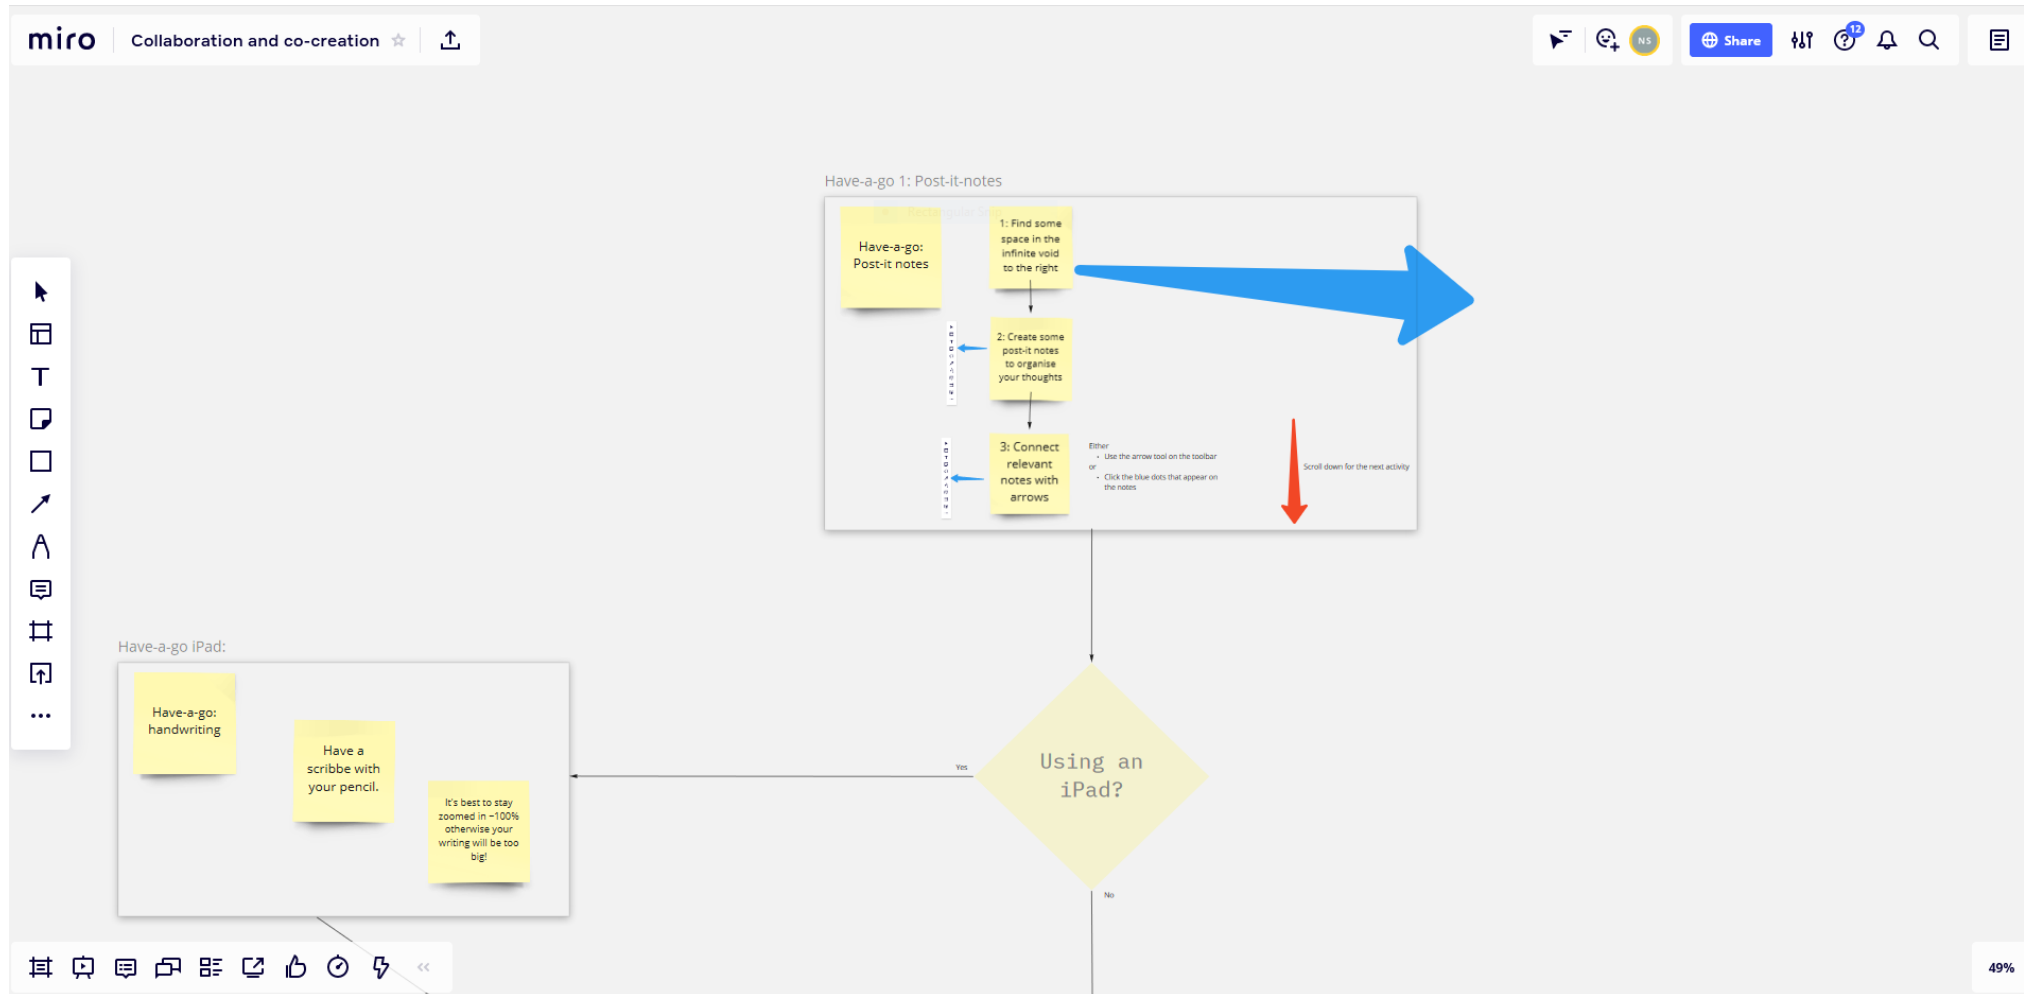 miro
Collaboration and co-creation
NS
Share
12
Have-a-go 1: Post-it-notes
Rectangular Snip
Have-a-go:
Post-it notes
1: Find some
space in the
infinite void
to the right
2: Create some
post-it notes
to organise
your thoughts
3: Connect
relevant
notes with
arrows
Either
• Use the arrow tool on the toolbar
or
• Click the blue dots that appear on
the notes
Scroll down for the next activity
Have-a-go iPad:
Have-a-go:
handwriting
Have a
scribbe with
your pencil.
It's best to stay
zoomed in ~100%
otherwise your
writing will be too
big!
Yes
Using an
iPad?
No
49%